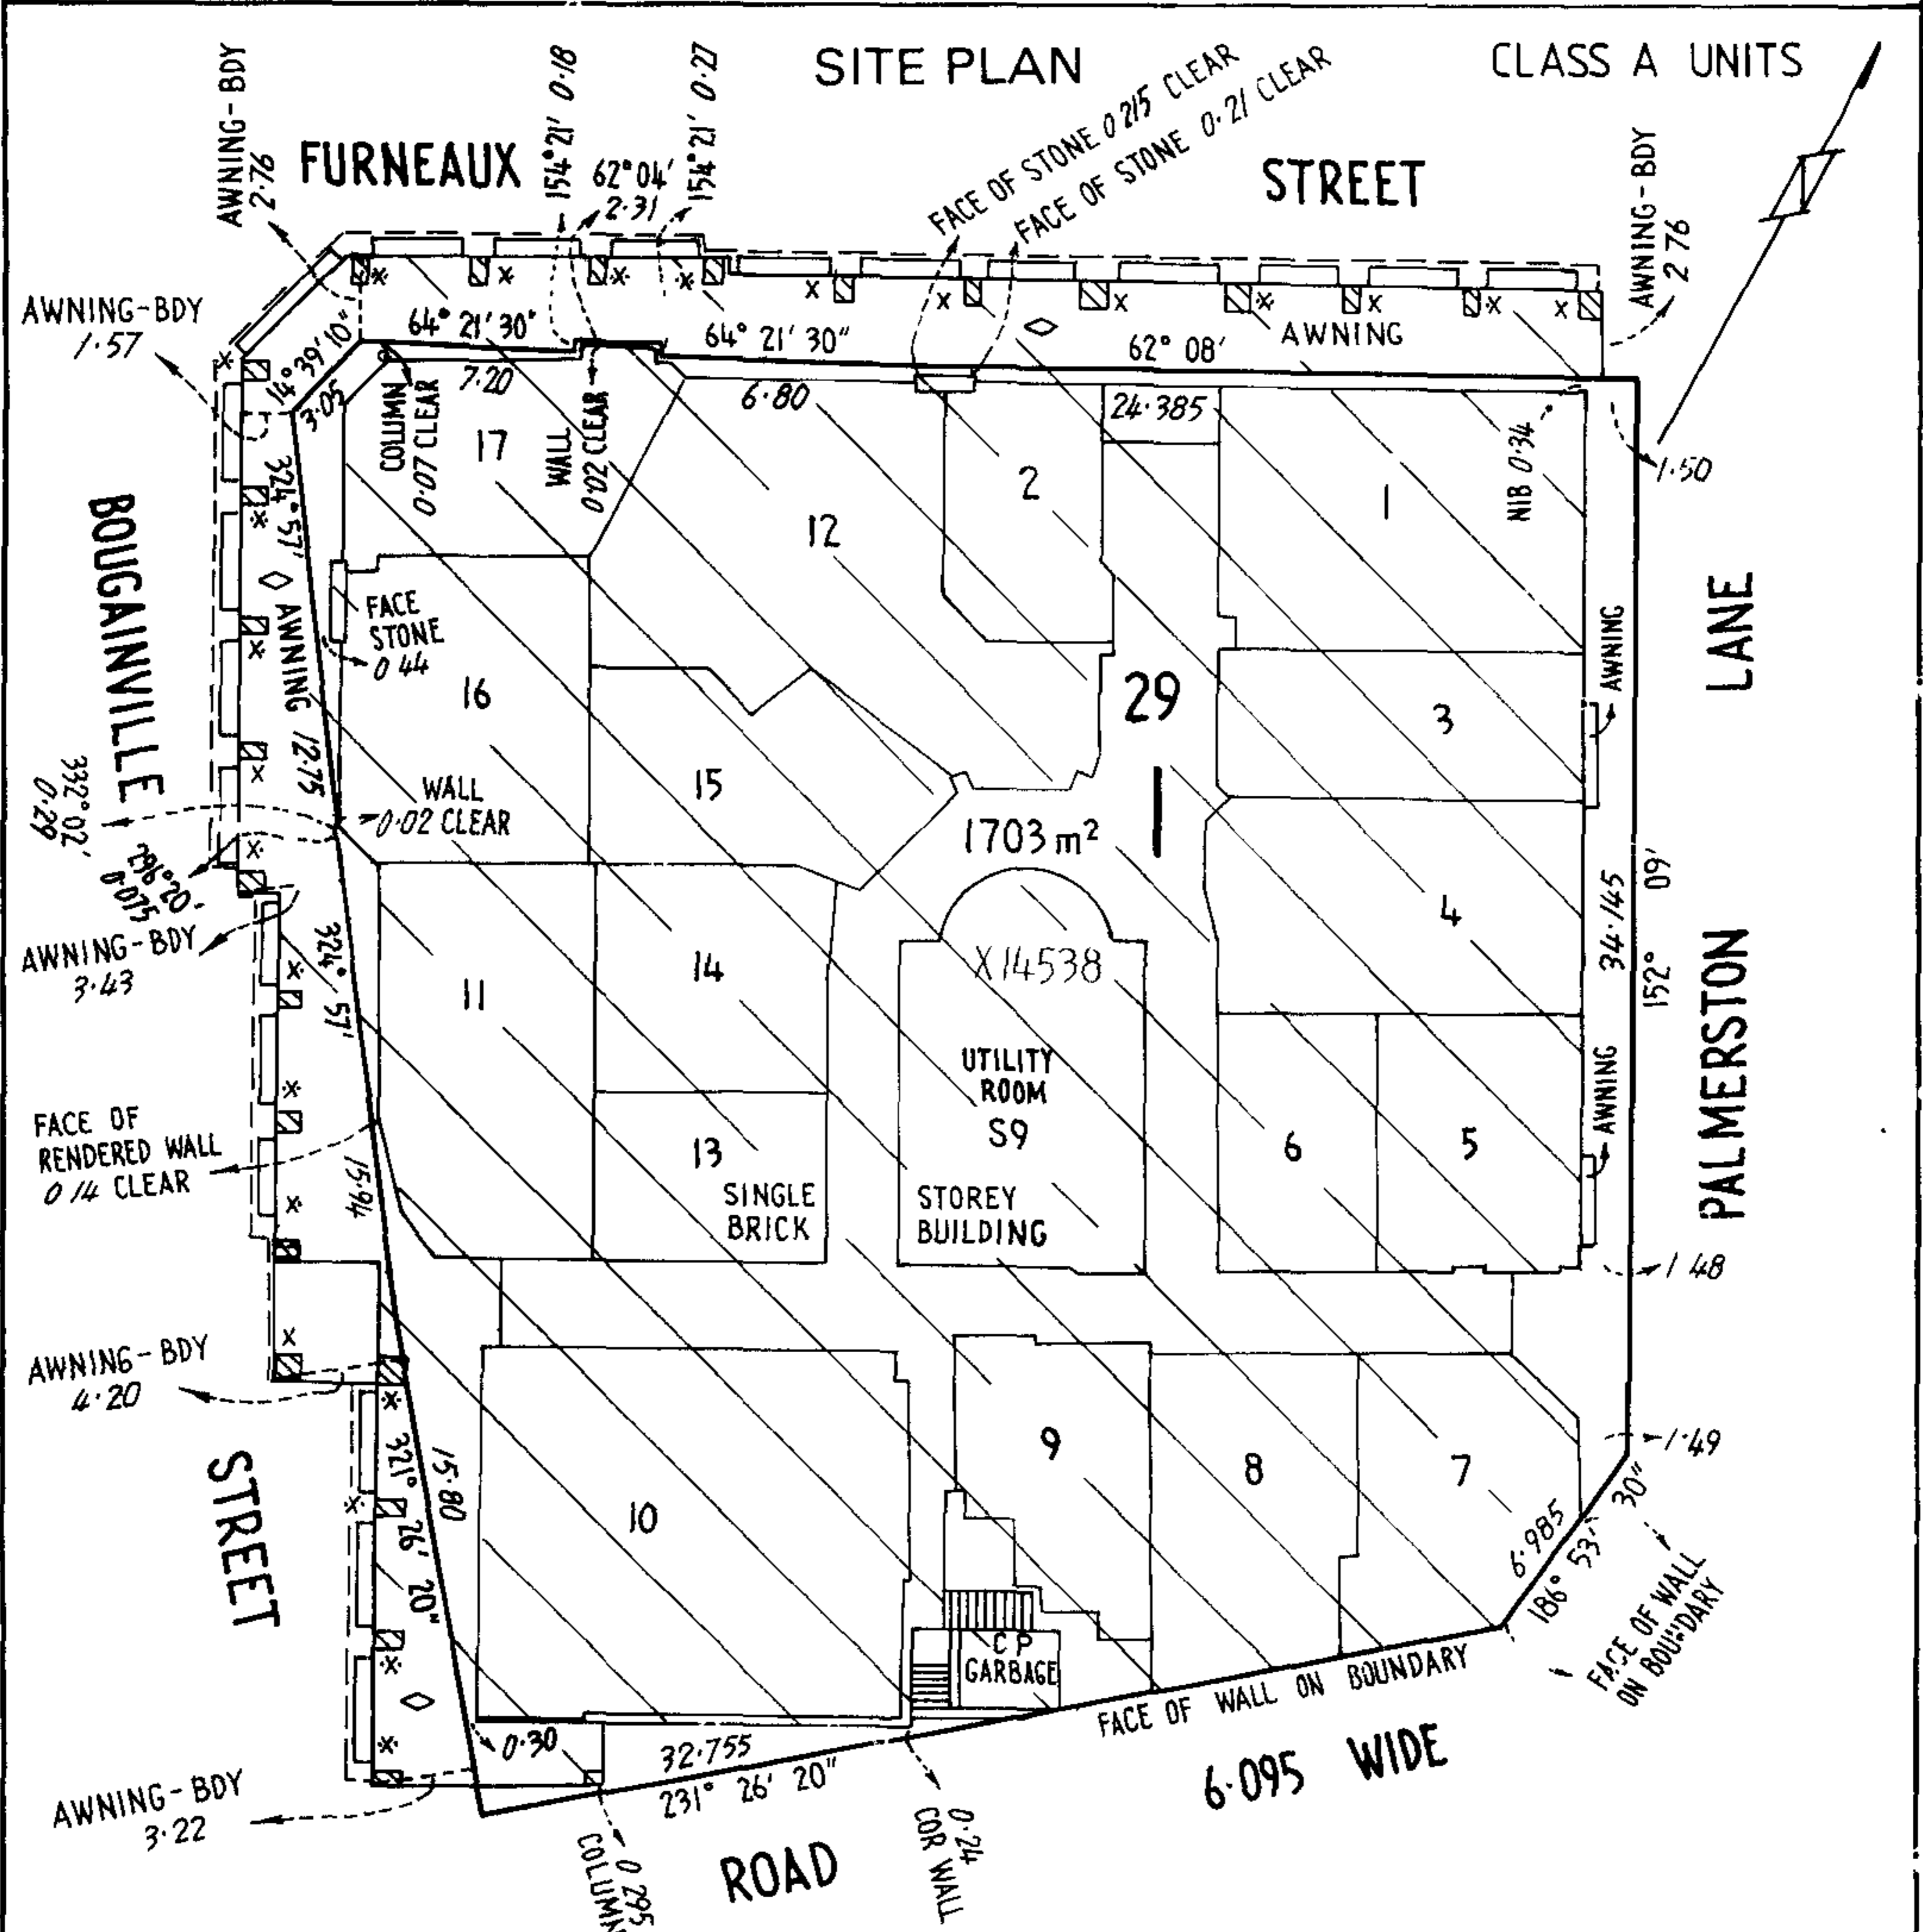 SITE PLAN
CLASS A UNITS
AWNING-BDY
2·76
FURNEAUX
154°21' 0·18
62°04'
2·31
154°21' 0·27
FACE OF STONE 0 215 CLEAR
FACE OF STONE 0·21 CLEAR
STREET
AWNING-BDY
2 76
AWNING-BDY
1·57
14° 39' 10"
3·05
64° 21' 30"
7·20
64° 21' 30"
6·80
62° 08'
24·385
AWNING
COLUMN
0·07 CLEAR
WALL
0·02 CLEAR
17
12
2
1
NIB 0·34
1·50
BOUGAINVILLE
324° 57'
AWNING 12·75
FACE
STONE
0 44
16
15
29
3
AWNING
LANE
332° 02'
0·29
WALL
0·02 CLEAR
1703 m²
1
296° 20'
0·075
AWNING-BDY
3·43
324° 57'
15·94
11
14
X14538
4
34·145
152° 09'
UTILITY
ROOM
S9
FACE OF
RENDERED WALL
0 14 CLEAR
13
SINGLE
BRICK
STOREY
BUILDING
6
5
AWNING
PALMERSTON
1 48
AWNING-BDY
4·20
STREET
321° 26' 20"
15·80
10
9
8
7
1·49
6·985
186° 53' 30"
FACE OF WALL
ON BOUNDARY
C P
GARBAGE
FACE OF WALL ON BOUNDARY
0·30
32·755
231° 26' 20"
6·095 WIDE
AWNING-BDY
3·22
0 295
COLUMN
ROAD
0·24
COR WALL